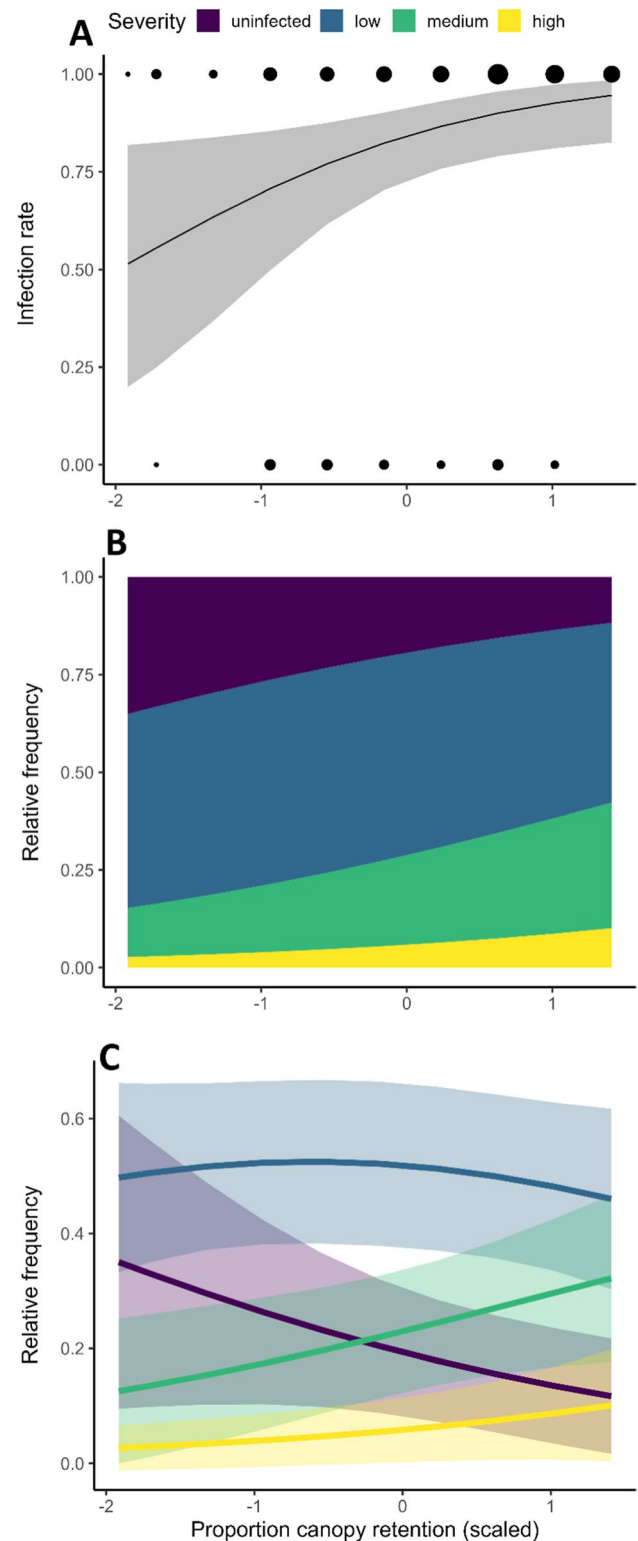 A
Severity uninfected low medium high
1.00
0.75
0.50
0.25
0.00
Infection rate
-2 -1 0 1
B
1.00
0.75
0.50
0.25
0.00
Relative frequency
-2 -1 0 1
C
0.6
0.4
0.2
0.0
Relative frequency
-2 -1 0 1
Proportion canopy retention (scaled)